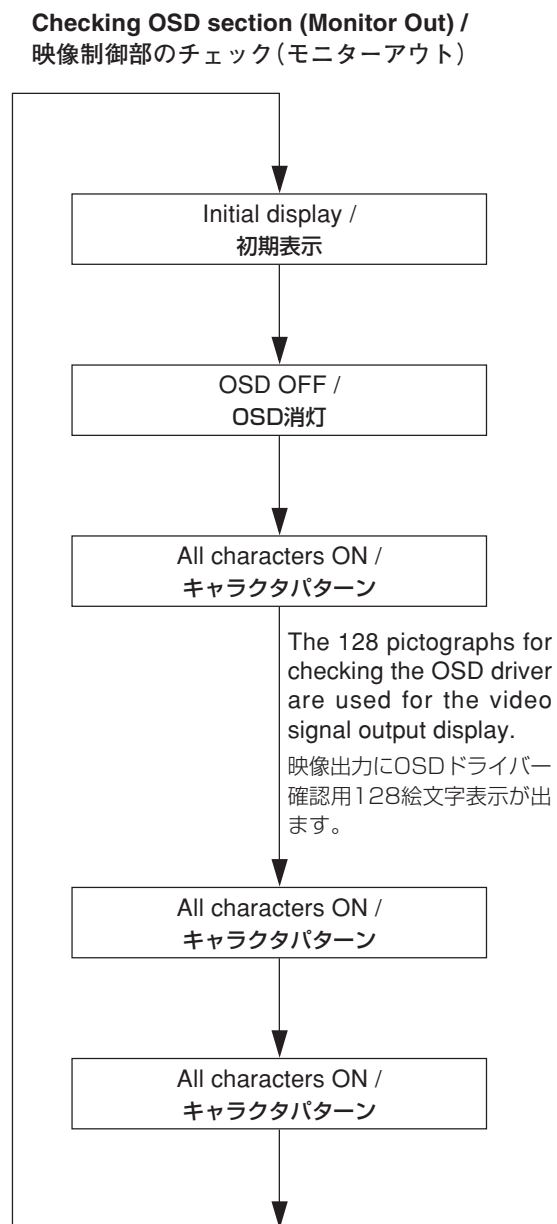 Checking OSD section (Monitor Out) /
映像制御部のチェック(モニターアウト)
Initial display /
初期表示
OSD OFF /
OSD消灯
All characters ON /
キャラクタパターン
The 128 pictographs for
checking the OSD driver
are used for the video
signal output display.
映像出力にOSDドライバー
確認用128絵文字表示が出
ます。
All characters ON /
キャラクタパターン
All characters ON /
キャラクタパターン